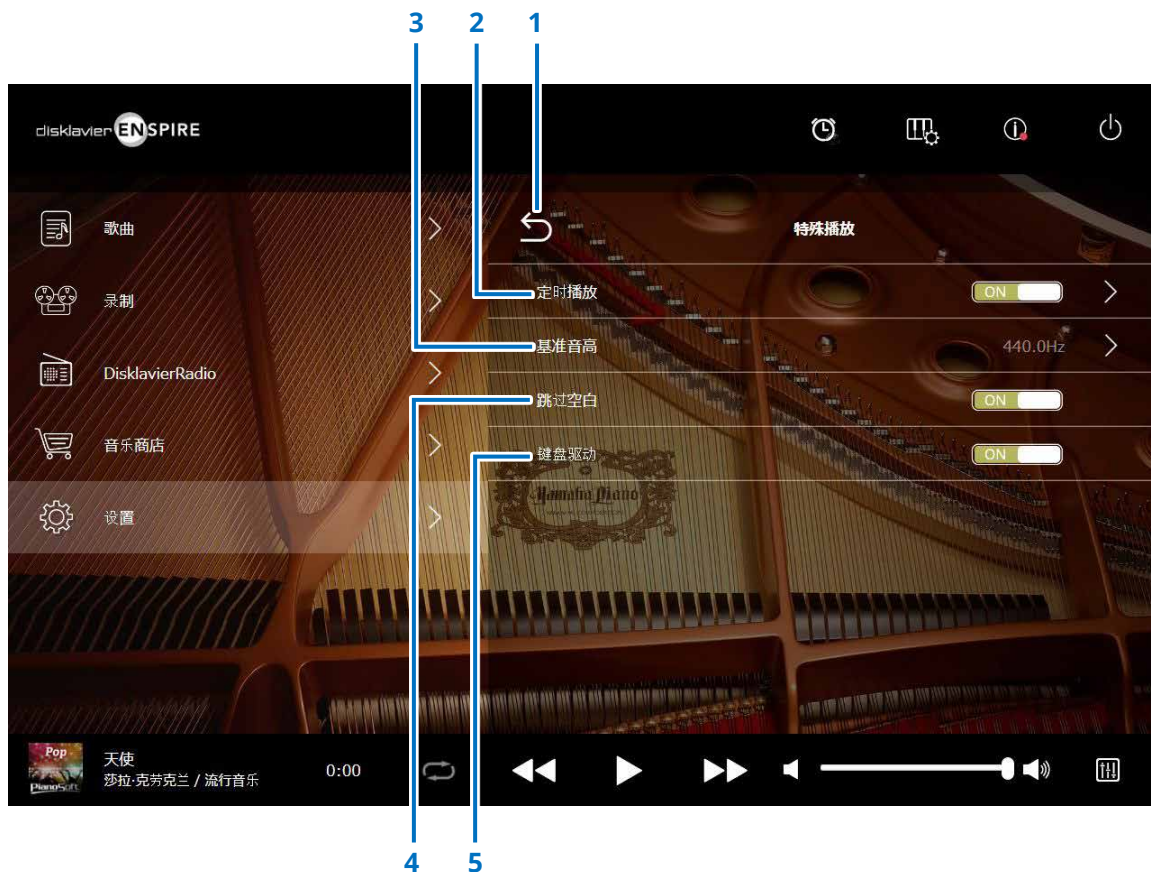 3 2 1
disklavier ENSPIRE
歌曲
特殊播放
定时播放 ON
录制
基准音高 440.0Hz
DisklavierRadio
跳过空白 ON
音乐商店
键盘驱动 ON
Yamaha Piano
设置
Pop
PianoSoft
天使
莎拉·克劳克兰 / 流行音乐
0:00
4 5